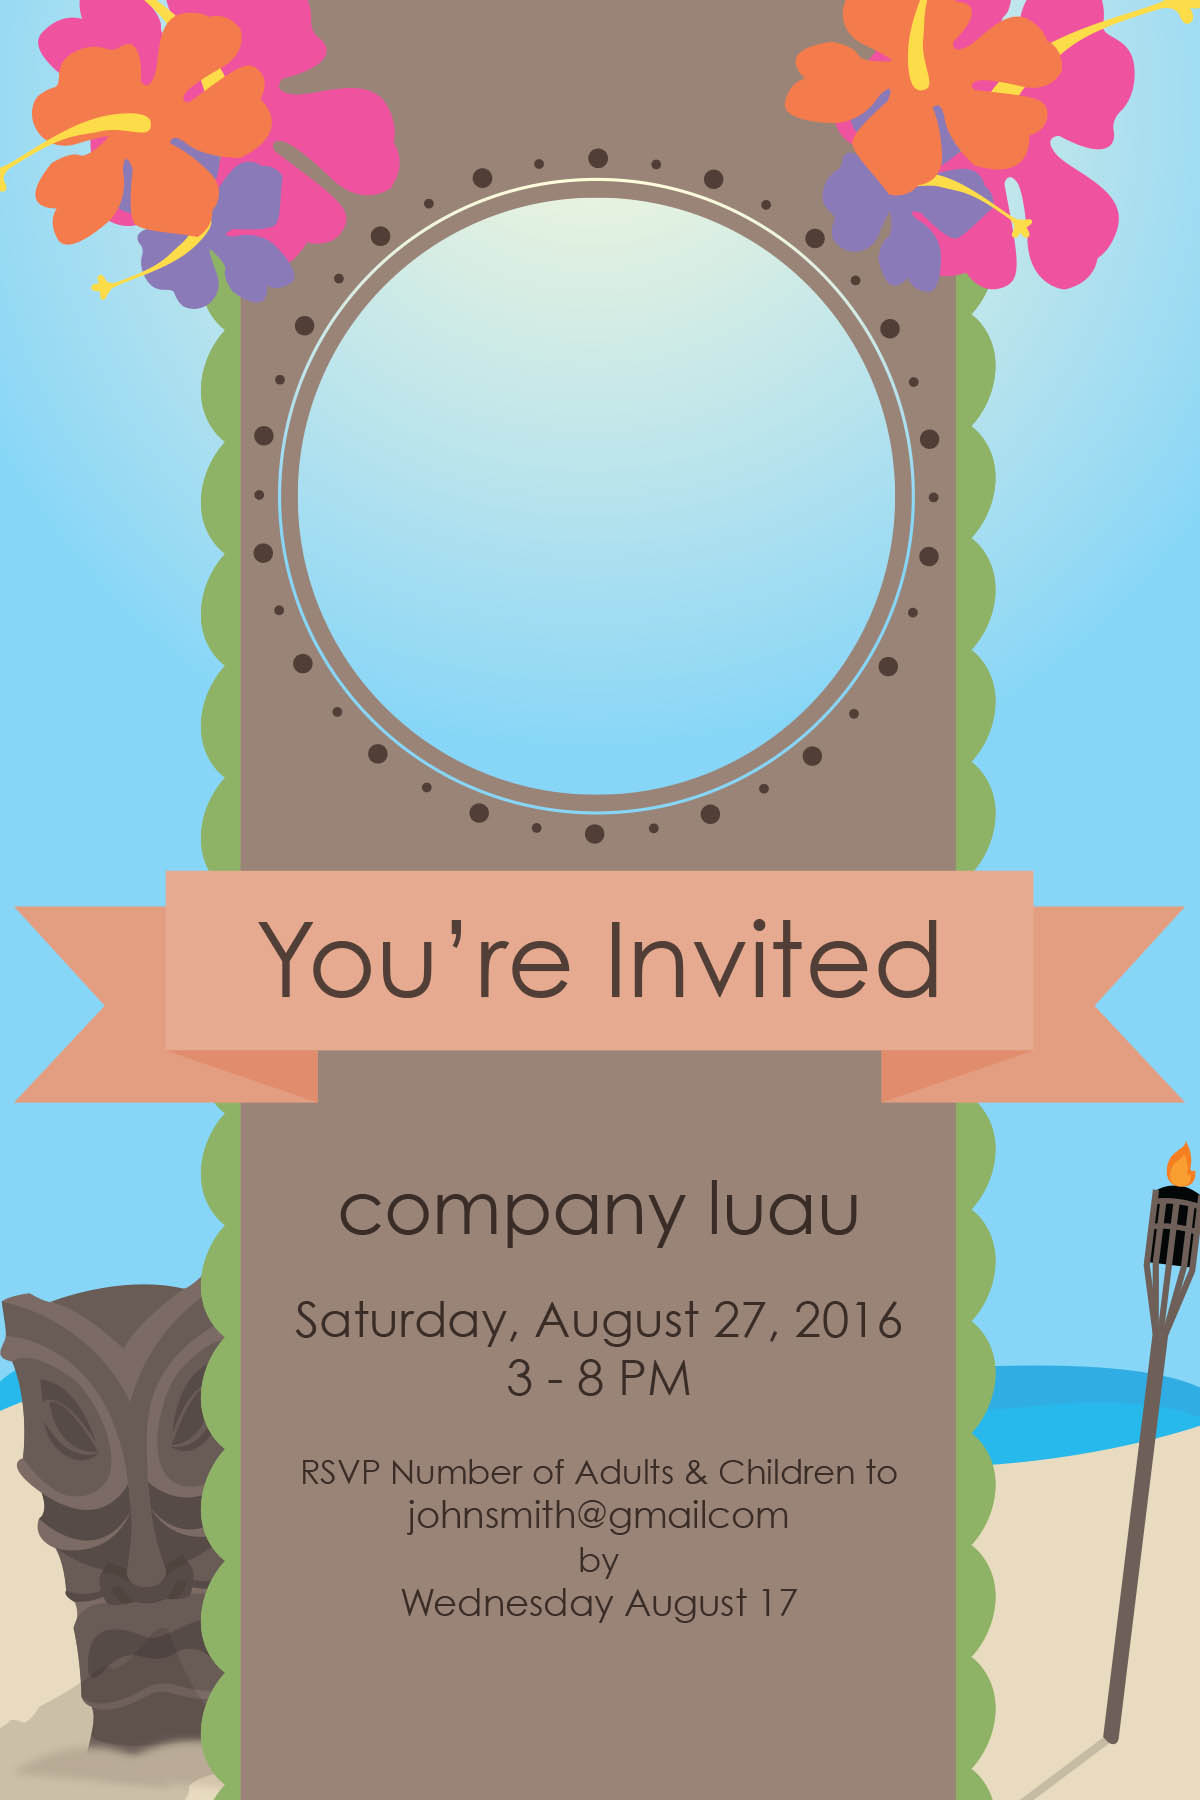 You’re Invited
company luau
Saturday, August 27, 2016
3 - 8 PM
RSVP Number of Adults & Children to
johnsmith@gmailcom
by
Wednesday August 17